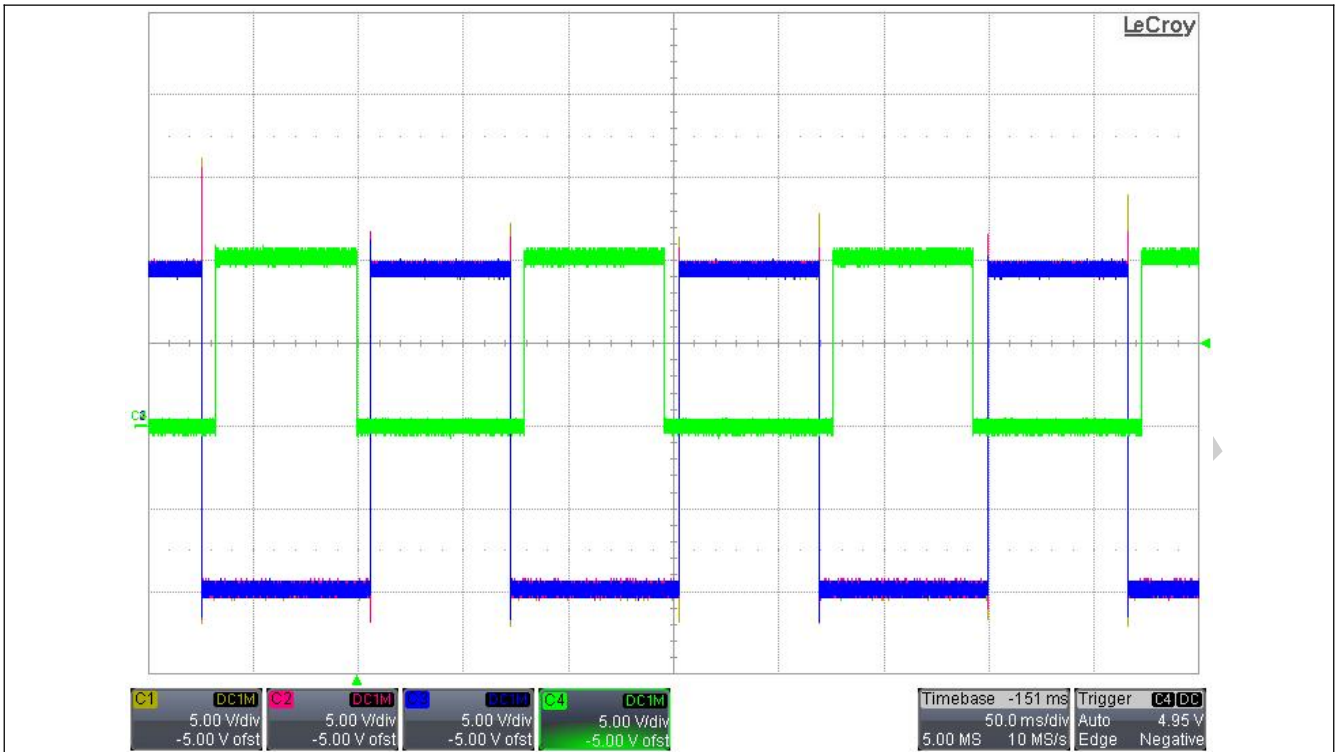 LeCroy
C1 DC1M
5.00 V/div
-5.00 V ofst
C2 DC1M
5.00 V/div
-5.00 V ofst
DC1M
5.00 V/div
-5.00 V ofst
C4 DC1M
5.00 V/div
-5.00 V ofst
Timebase -151 ms
50.0 ms/div
5.00 MS 10 MS/s
Trigger C4 DC
Auto 4.95 V
Edge Negative